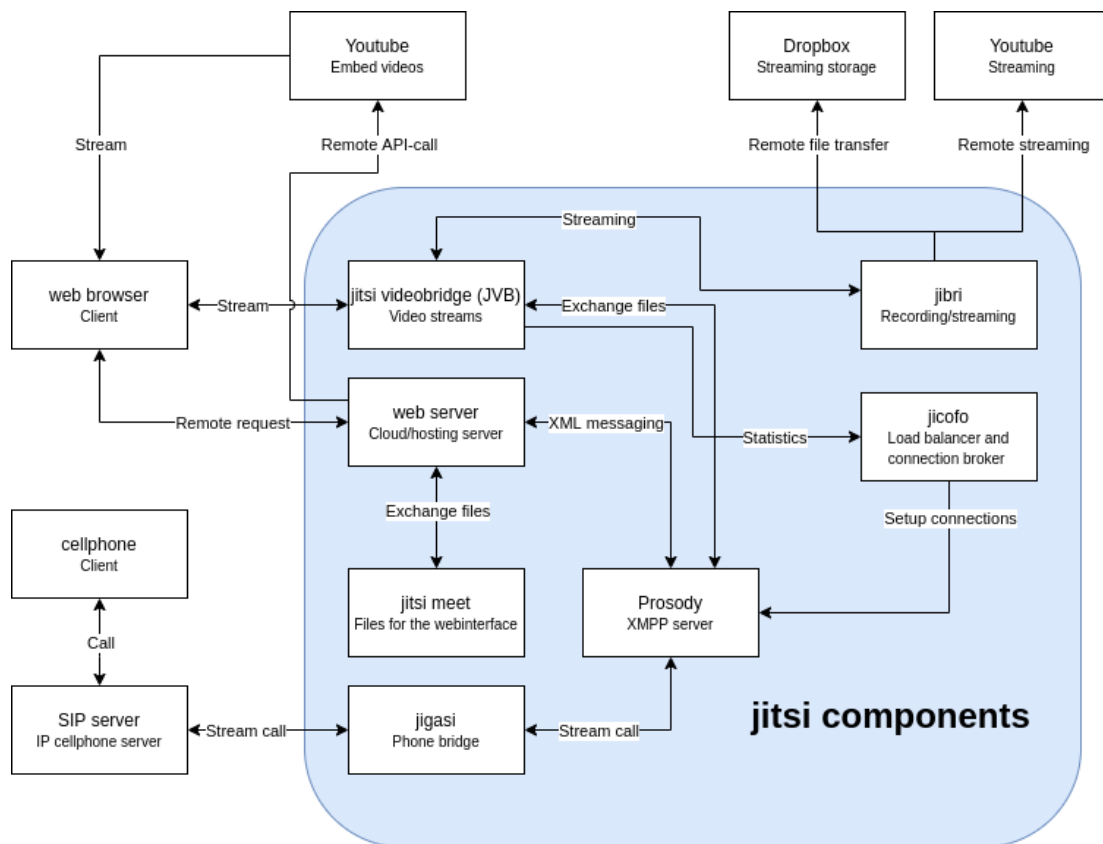 Youtube
Embed videos
Dropbox
Streaming storage
Youtube
Streaming
Stream
Remote API-call
Remote file transfer
Remote streaming
Streaming
web browser
Client
Stream
jitsi videobridge (JVB)
Video streams
Exchange files
jibri
Recording/streaming
Remote request
web server
Cloud/hosting server
XML messaging
Statistics
jicofo
Load balancer and
connection broker
Exchange files
Setup connections
cellphone
Client
jitsi meet
Files for the webinterface
Prosody
XMPP server
Call
SIP server
IP cellphone server
Stream call
jigasi
Phone bridge
Stream call
jitsi components